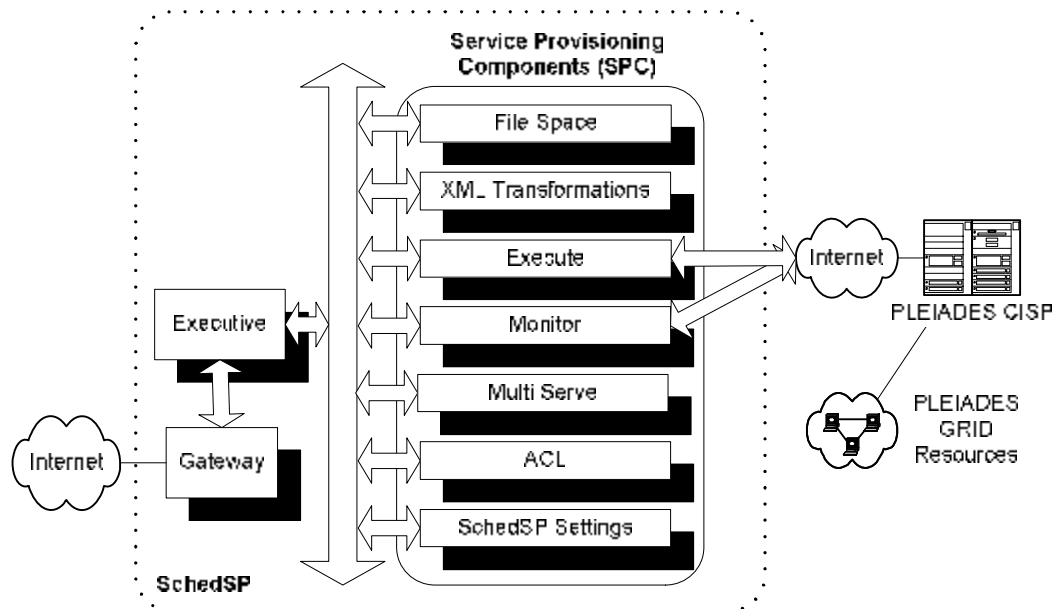 Service Provisioning
Components (SPC)
File Space
XML Transformations
Execute
Internet
PLEIADES CISP
Executive
Monitor
Multi Serve
PLEIADES
GRID
Resources
Internet
Gateway
ACL
SchedSP Settings
SchedSP